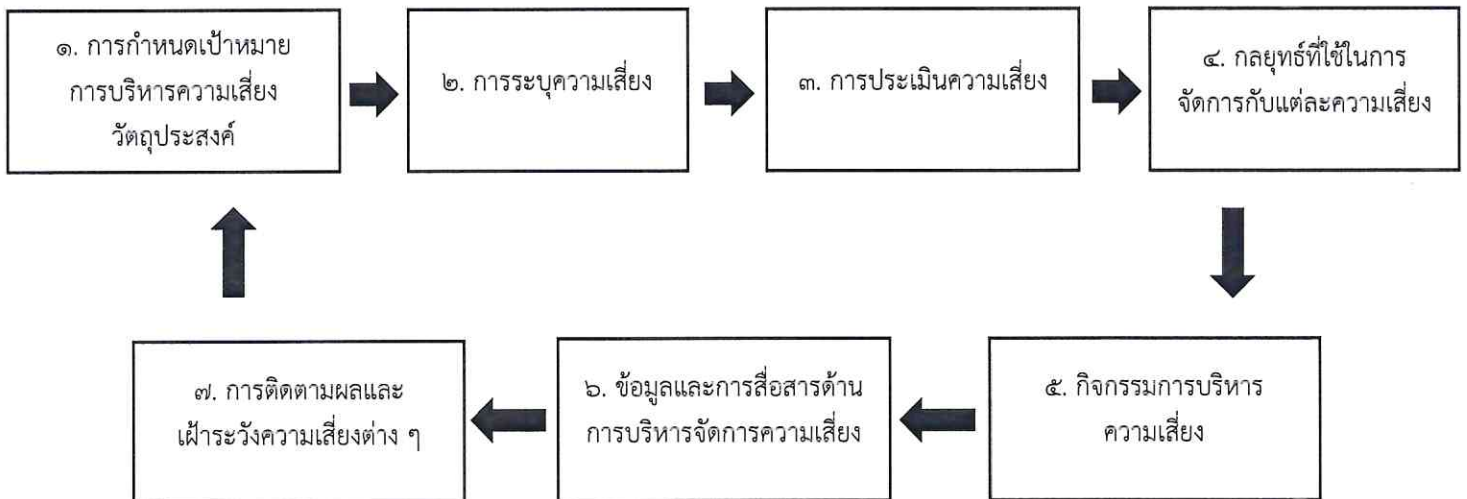 ๑. การกำหนดเป้าหมาย
การบริหารความเสี่ยง
วัตถุประสงค์
๒. การระบุความเสี่ยง
๓. การประเมินความเสี่ยง
๔. กลยุทธ์ที่ใช้ในการ
จัดการกับแต่ละความเสี่ยง
๕. กิจกรรมการบริหาร
ความเสี่ยง
๖. ข้อมูลและการสื่อสารด้าน
การบริหารจัดการความเสี่ยง
๗. การติดตามผลและ
เฝ้าระวังความเสี่ยงต่าง ๆ